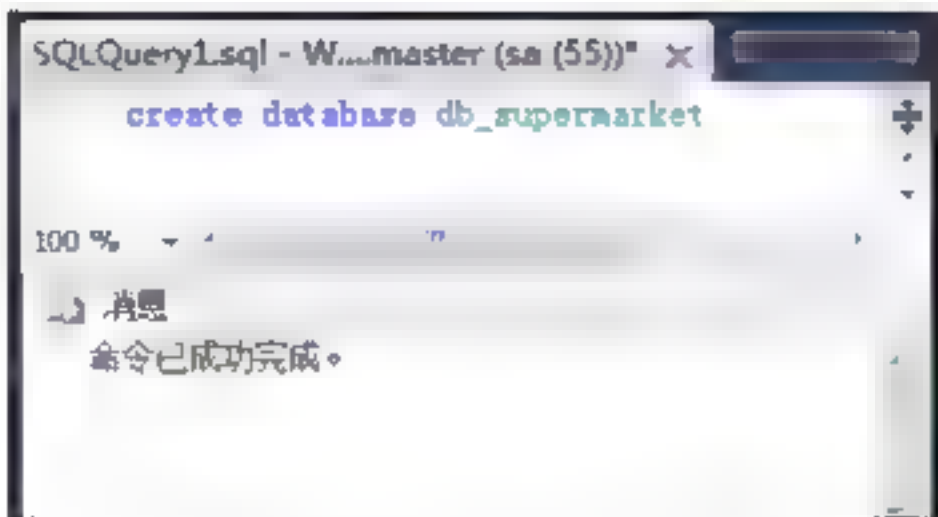 SQLQuery1.sql - W....master (sa (55))*
create database db_supermarket
100 %
消息
命令已成功完成。